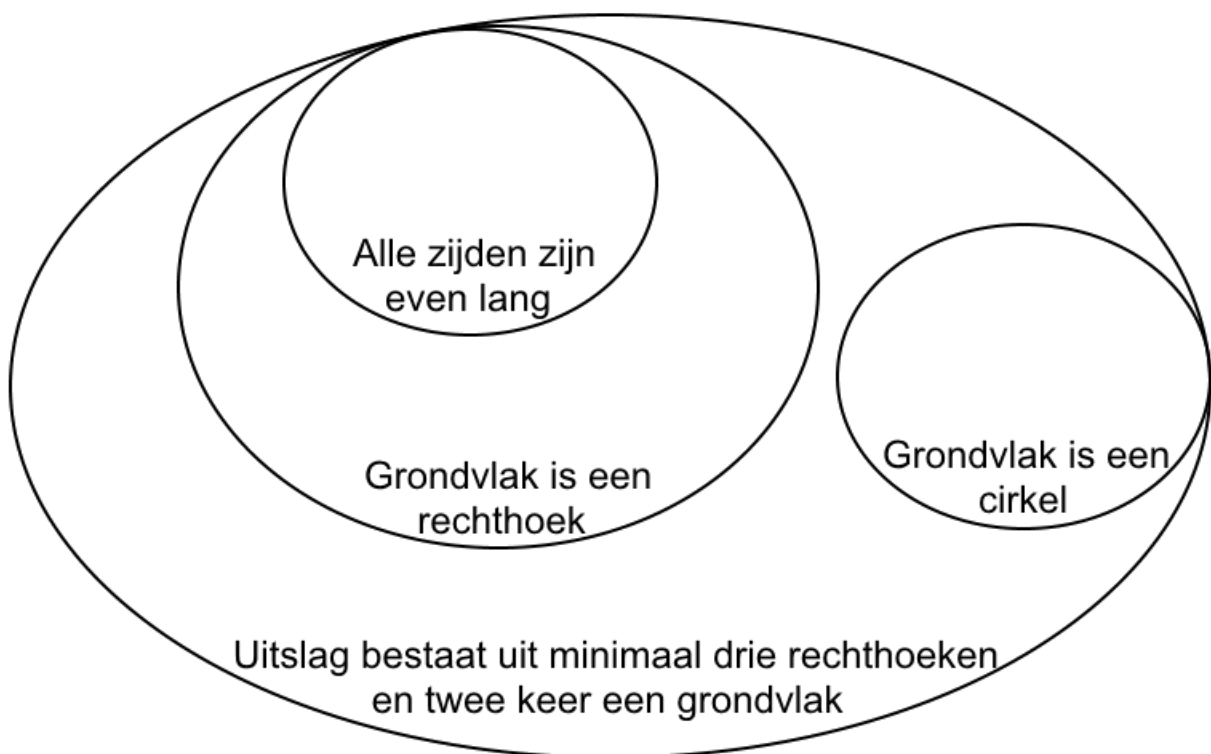 Alle zijden zijn
even lang
Grondvlak is een
rechthoek
Grondvlak is een
cirkel
Uitslag bestaat uit minimaal drie rechthoeken
en twee keer een grondvlak